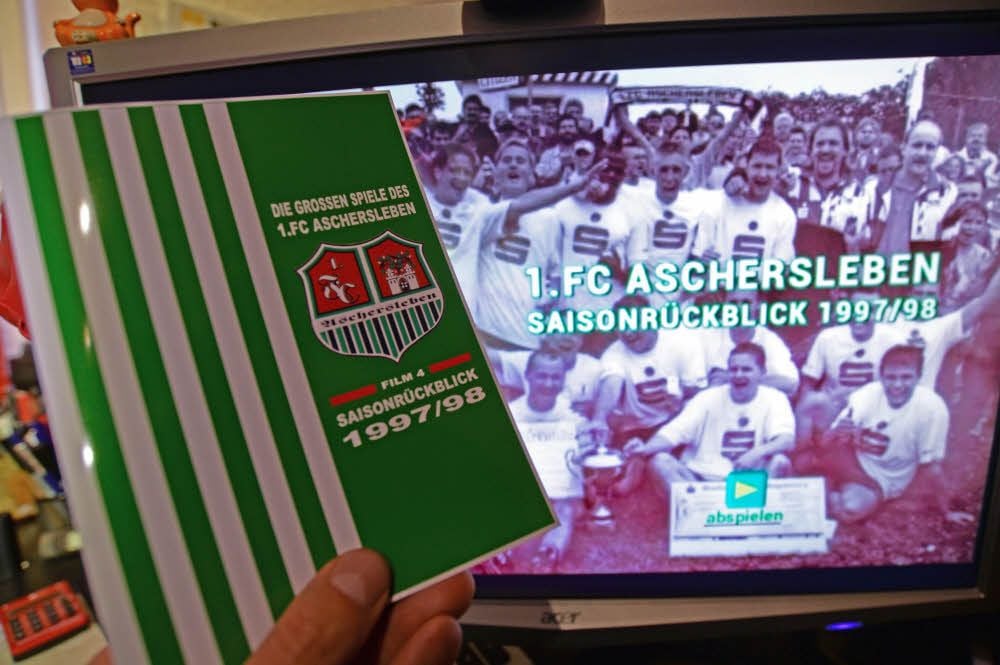 DIE GROSSEN SPIELE DES
1.FC ASCHERSLEBEN
Aschersleben
FILM 4
SAISONRÜCKBLICK
1997/98
1.FC ASCHERSLEBEN
SAISONRÜCKBLICK 1997/98
abspielen
acer